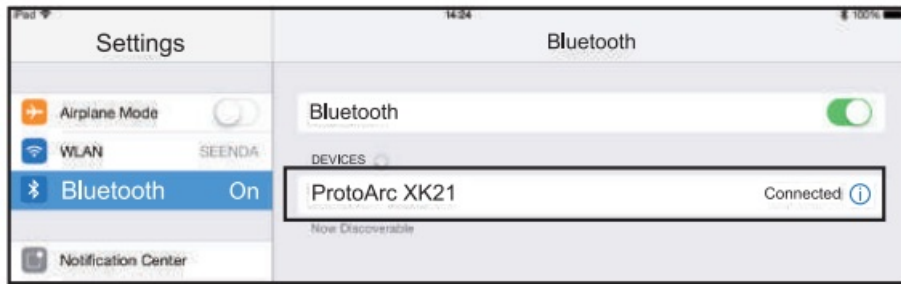 iPad 14:24 100%
Settings Bluetooth
Airplane Mode
Bluetooth
WLAN SEENDA
DEVICES
Bluetooth On
ProtoArc XK21 Connected
Now Discoverable
Notification Center